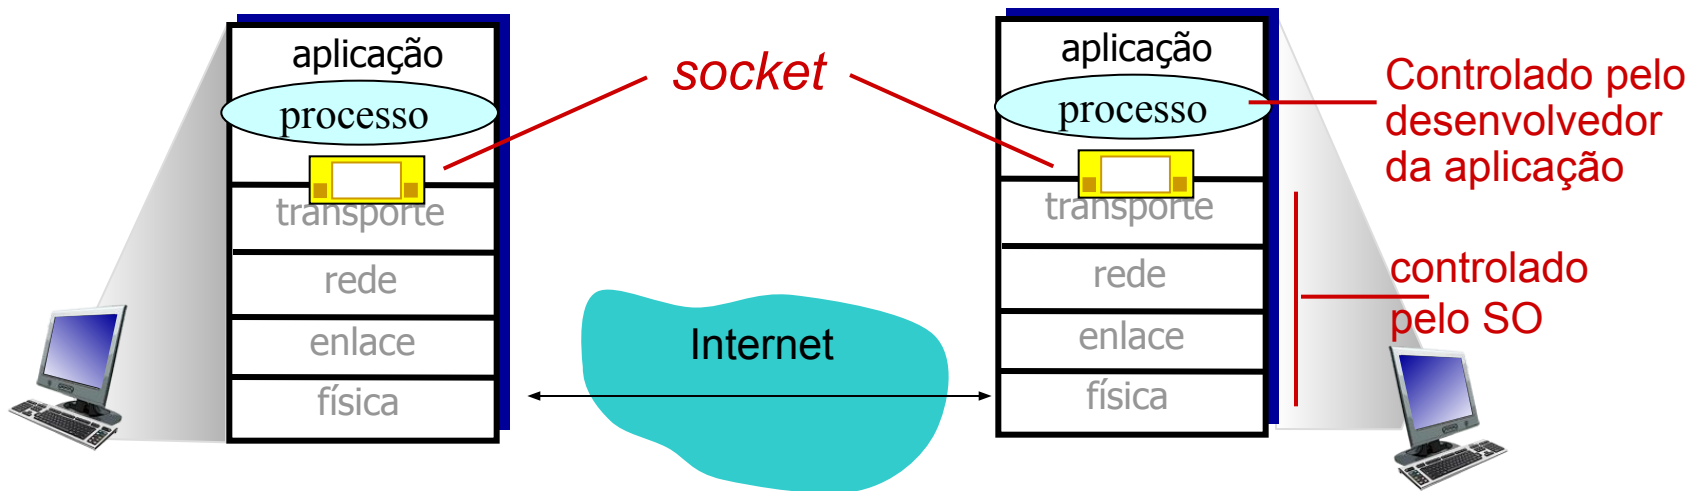 aplicação
processo
transporte
rede
enlace
física
socket
Internet
aplicação
processo
transporte
rede
enlace
física
Controlado pelo
desenvolvedor
da aplicação
controlado
pelo SO